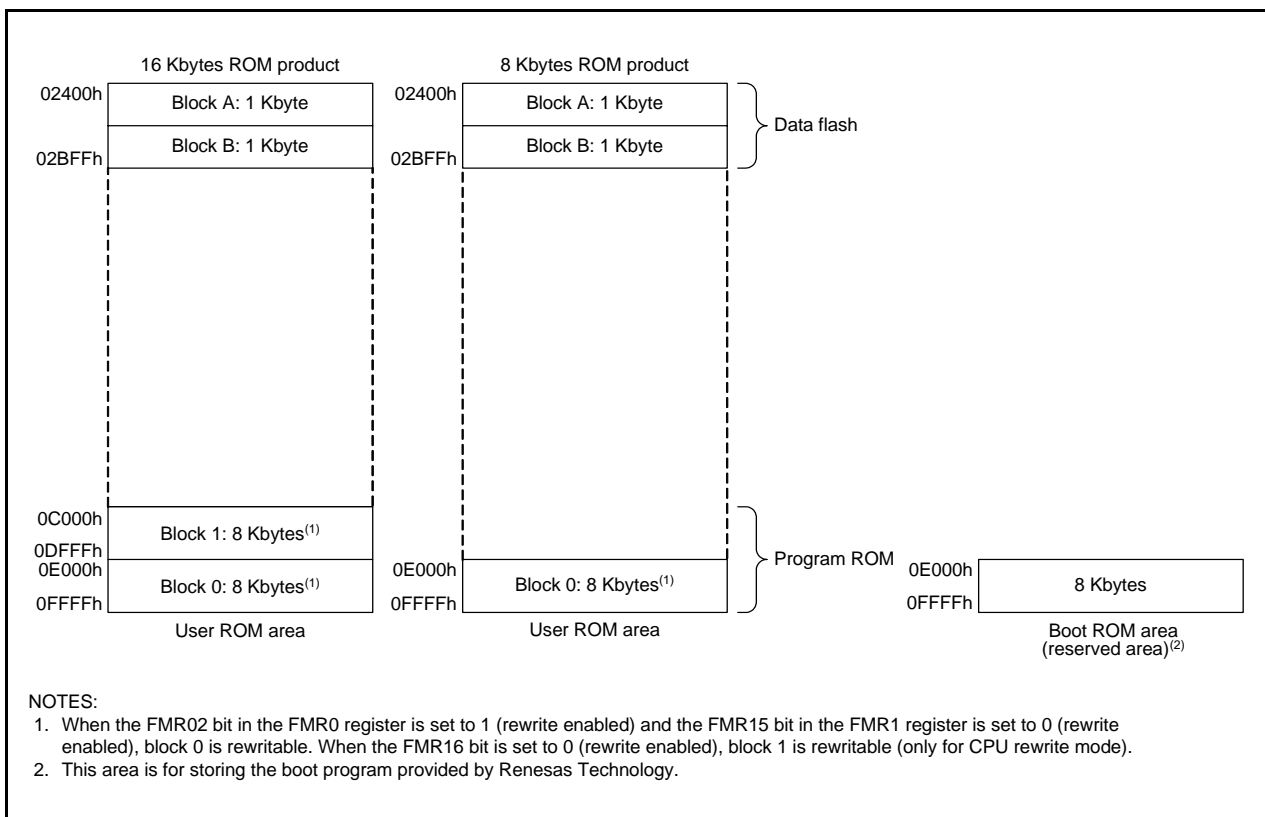 16 Kbytes ROM product
8 Kbytes ROM product
02400h
Block A: 1 Kbyte
02400h
Block A: 1 Kbyte
Data flash
Block B: 1 Kbyte
Block B: 1 Kbyte
02BFFh
02BFFh
0C000h
Block 1: 8 Kbytes(1)
0DFFFh
0E000h
Block 0: 8 Kbytes(1)
0FFFFh
User ROM area
0E000h
Block 0: 8 Kbytes(1)
0FFFFh
User ROM area
Program ROM
0E000h
8 Kbytes
0FFFFh
Boot ROM area
(reserved area)(2)
NOTES:
1. When the FMR02 bit in the FMR0 register is set to 1 (rewrite enabled) and the FMR15 bit in the FMR1 register is set to 0 (rewrite
enabled), block 0 is rewritable. When the FMR16 bit is set to 0 (rewrite enabled), block 1 is rewritable (only for CPU rewrite mode).
2. This area is for storing the boot program provided by Renesas Technology.